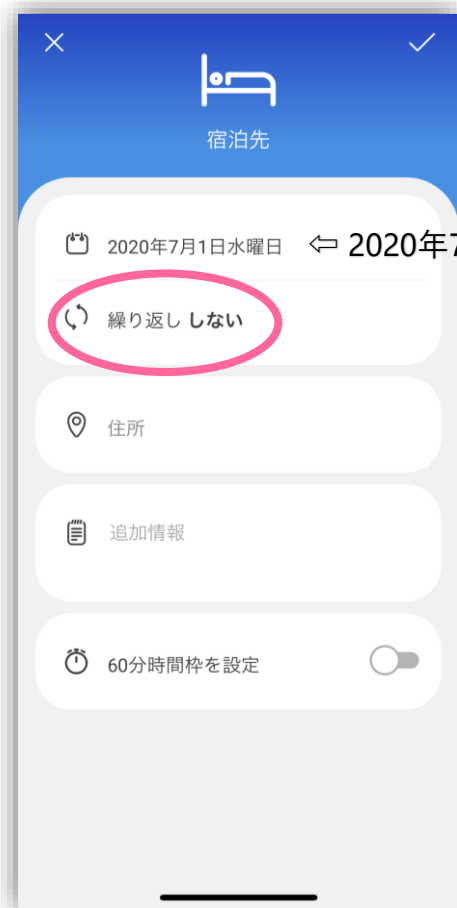 宿泊先
2020年7月1日水曜日 ⇦ 2020年7
繰り返し しない
住所
追加情報
60分時間枠を設定